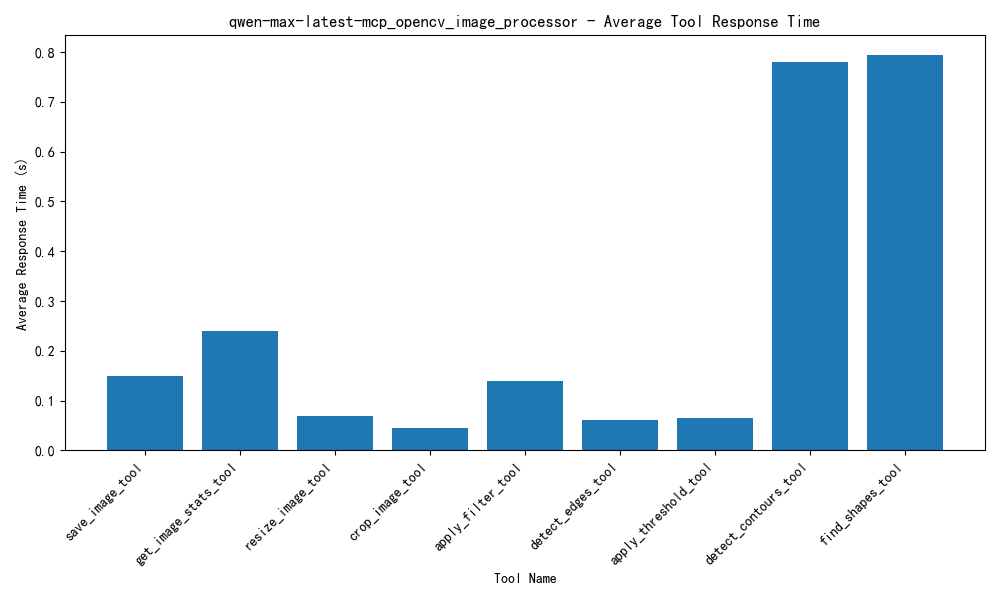 qwen-max-latest-mcp_opencv_image_processor - Average Tool Response Time
Average Response Time (s)
0.8
0.7
0.6
0.5
0.4
0.3
0.2
0.1
0.0
save_image_tool
get_image_stats_tool
resize_image_tool
crop_image_tool
apply_filter_tool
detect_edges_tool
apply_threshold_tool
detect_contours_tool
find_shapes_tool
Tool Name